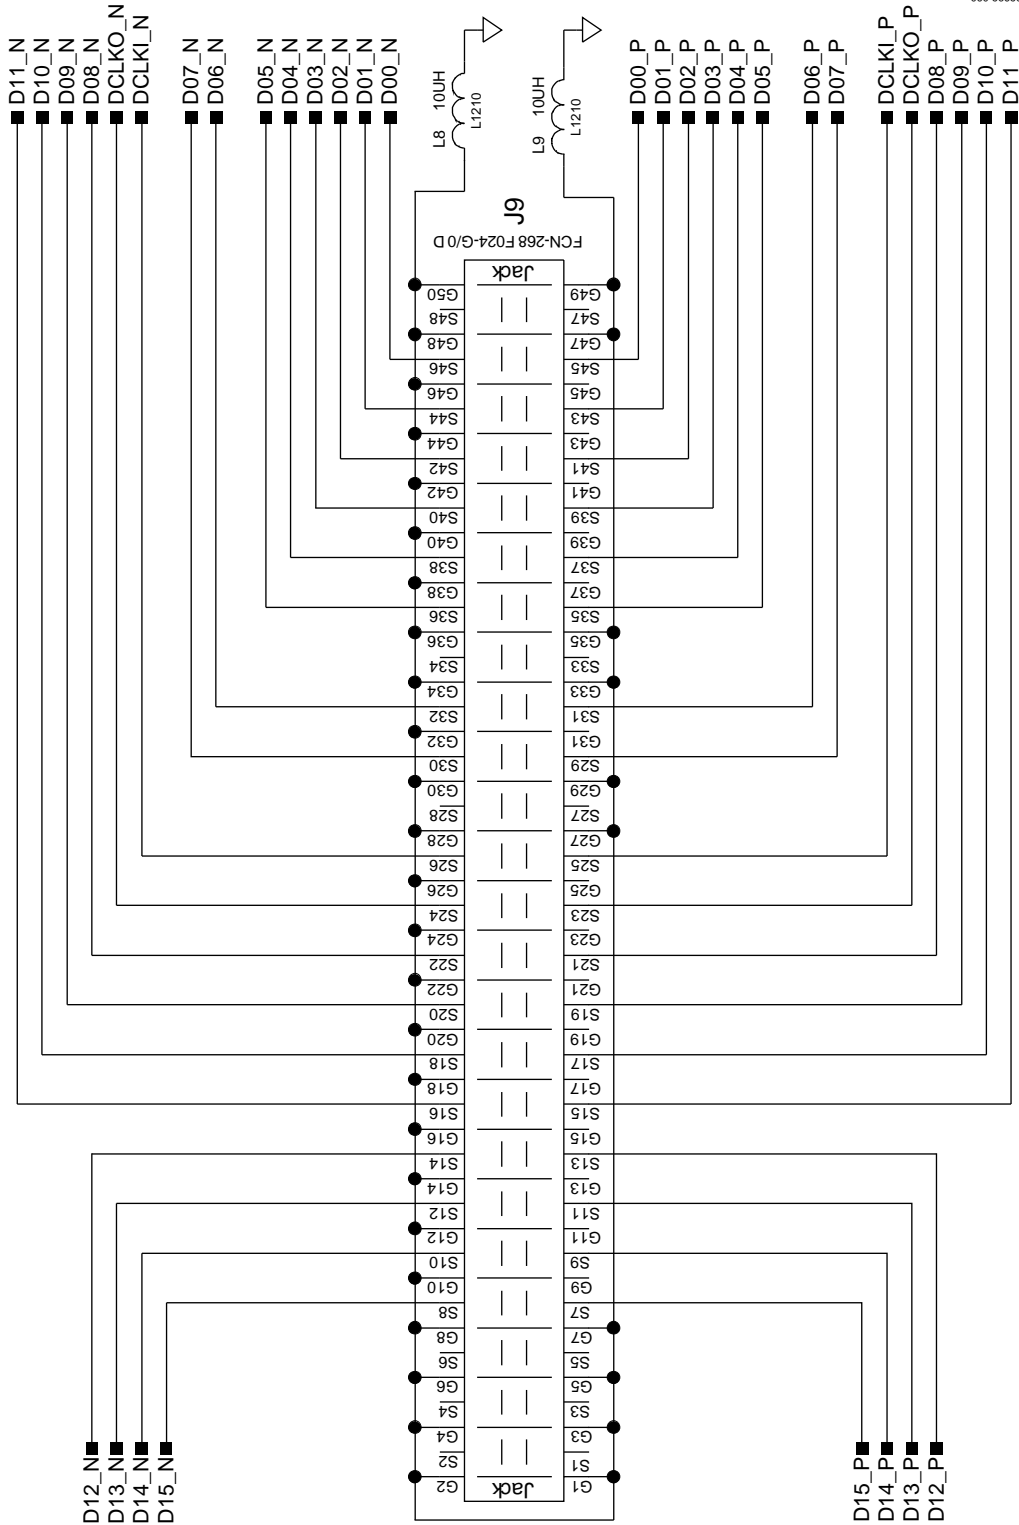 D11_N
D10_N
D09_N
D08_N
DCLKO_N
DCLKI_N
D07_N
D06_N
D05_N
D04_N
D03_N
D02_N
D01_N
D00_N
L8 10UH
L1210
L9 10UH
L1210
D00_P
D01_P
D02_P
D03_P
D04_P
D05_P
D06_P
D07_P
DCLKI_P
DCLKO_P
D08_P
D09_P
D10_P
D11_P
J9
FCN-268 F024-G/0 D
Jack
G50 G49
S48 S47
G48 G47
S46 S45
G46 G45
S44 S43
G44 G43
S42 S41
G42 G41
S40 S39
G40 G39
S38 S37
G38 G37
S36 S35
G36 G35
S34 S33
G34 G33
S32 S31
G32 G31
S30 S29
G30 G29
S28 S27
G28 G27
S26 S25
G26 G25
S24 S23
G24 G23
S22 S21
G22 G21
S20 S19
G20 G19
S18 S17
G18 G17
S16 S15
G16 G15
S14 S13
G14 G13
S12 S11
G12 G11
S10 S9
G10 G9
S8 S7
G8 G7
S6 S5
G6 G5
S4 S3
G4 G3
S2 S1
G2 G1
Jack
D12_N
D13_N
D14_N
D15_N
D15_P
D14_P
D13_P
D12_P